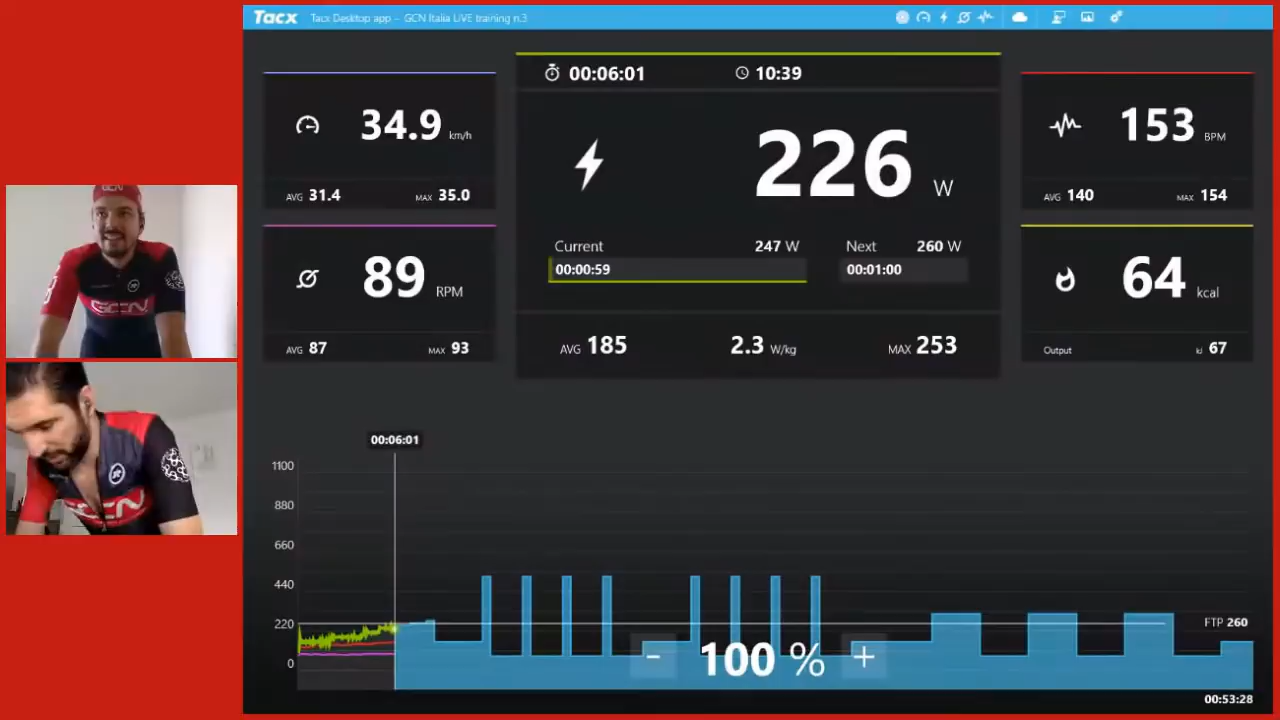 Tacx Tacx Desktop app – GCN Italia LIVE training n.3
00:06:01 10:39
34.9 km/h
AVG 31.4 MAX 35.0
226 W
153 BPM
AVG 140 MAX 154
Current 247 W Next 260 W
00:00:59 00:01:00
89 RPM
AVG 87 MAX 93
64 kcal
Output kJ 67
AVG 185 2.3 W/kg MAX 253
00:06:01
1100
880
660
440
220
0
FTP 260
- 100 % +
00:53:28
GCN
GCN
GCN